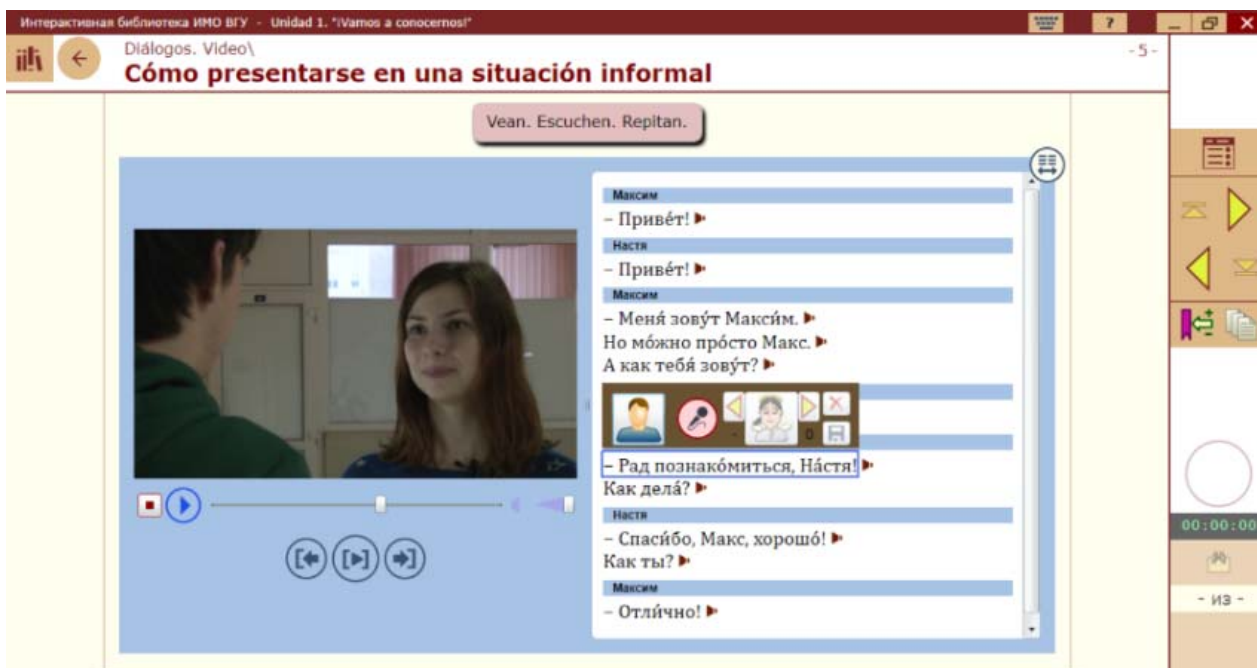 Интерактивная библиотека ИМО ВГУ - Unidad 1. "¡Vamos a conocernos!"
?
Diálogos. Video\
- 5 -
Cómo presentarse en una situación informal
Vean. Escuchen. Repitan.
Максим
– Приве́т!
Настя
– Приве́т!
Максим
– Меня́ зову́т Макси́м.
Но мо́жно про́сто Макс.
А как тебя́ зову́т?
- 0
– Рад познако́миться, На́стя!
Как дела́?
Настя
– Спаси́бо, Макс, хорошо́!
Как ты?
Максим
– Отли́чно!
00:00:00
- из -